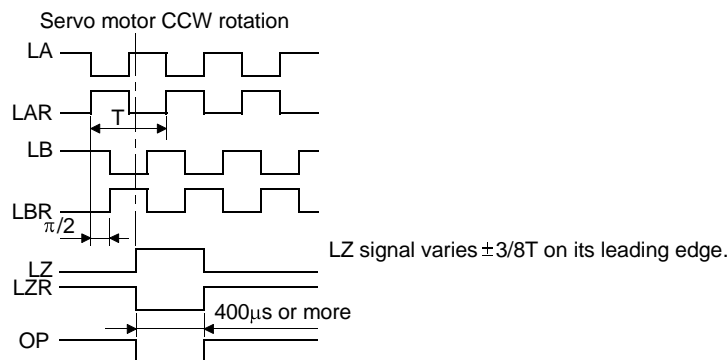 Servo motor CCW rotation
LA
LAR
T
LB
LBR
π/2
LZ signal varies ±3/8T on its leading edge.
LZ
LZR
400μs or more
OP